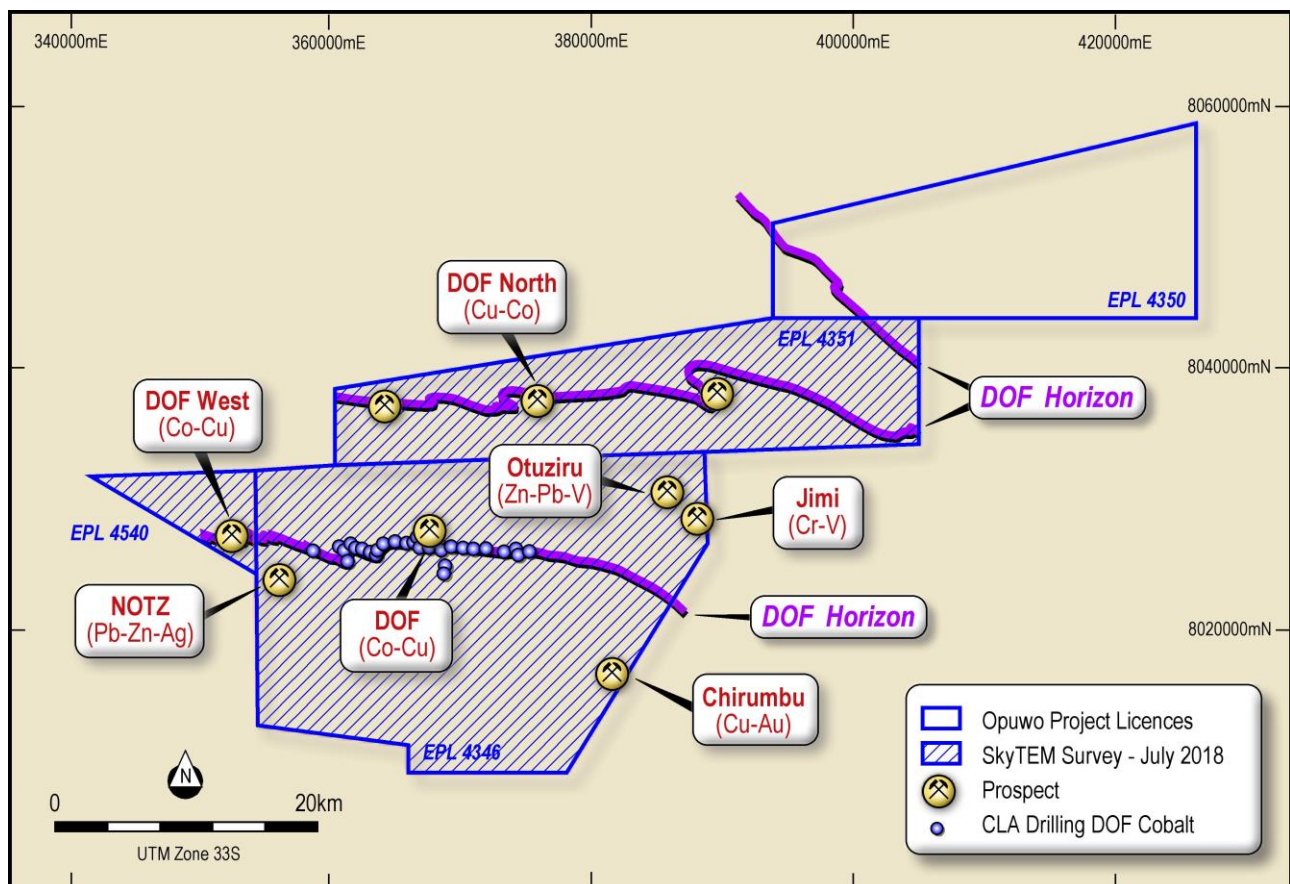 340000mE
360000mE
380000mE
400000mE
420000mE
8060000mN
EPL 4350
DOF North
(Cu-Co)
EPL 4351
8040000mN
DOF West
(Co-Cu)
DOF Horizon
Otuziru
(Zn-Pb-V)
Jimi
(Cr-V)
EPL 4540
NOTZ
(Pb-Zn-Ag)
DOF
(Co-Cu)
DOF Horizon
8020000mN
Chirumbu
(Cu-Au)
EPL 4346
N
0 20km
UTM Zone 33S
Opuwo Project Licences
SkyTEM Survey - July 2018
Prospect
CLA Drilling DOF Cobalt